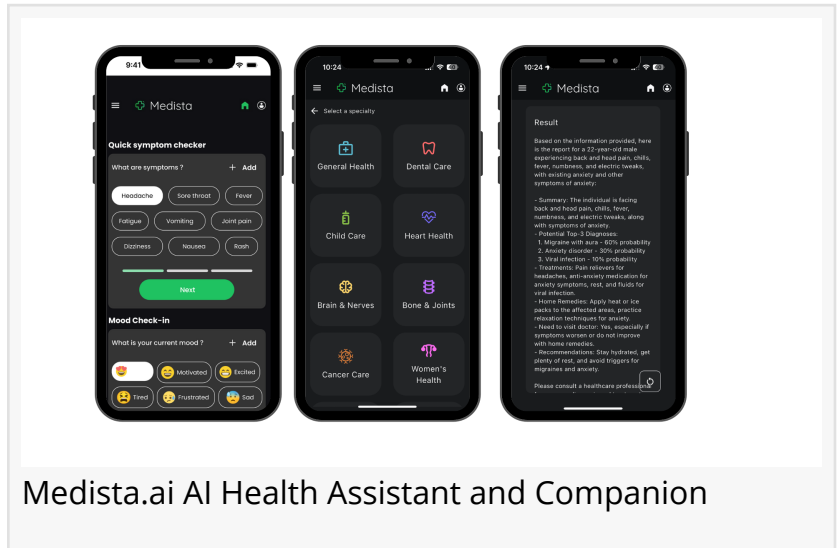 9:41
Medista
Quick symptom checker
What are symptoms ?
+ Add
Headache
Sore throat
Fever
Fatigue
Vomiting
Joint pain
Dizziness
Nausea
Rash
Next
Mood Check-in
What is your current mood ?
+ Add
Motivated
Excited
Tired
Frustrated
Sad
10:24
Medista
Select a specialty
General Health
Dental Care
Child Care
Heart Health
Brain & Nerves
Bone & Joints
Cancer Care
Women's
Health
10:24
Medista
Result
Based on the information provided, here
is the report for a 22-year-old male
experiencing back and head pain, chills,
fever, numbness, and electric tweaks,
with existing anxiety and other
symptoms of anxiety:
- Summary: The individual is facing
back and head pain, chills, fever,
numbness, and electric tweaks, along
with symptoms of anxiety.
- Potential Top-3 Diagnoses:
1. Migraine with aura - 60% probability
2. Anxiety disorder - 30% probability
3. Viral infection - 10% probability
- Treatments: Pain relievers for
headaches, anti-anxiety medication for
anxiety symptoms, rest, and fluids for
viral infection.
- Home Remedies: Apply heat or ice
packs to the affected areas, practice
relaxation techniques for anxiety.
- Need to visit doctor: Yes, especially if
symptoms worsen or do not improve
with home remedies.
- Recommendations: Stay hydrated, get
plenty of rest, and avoid triggers for
migraines and anxiety.
Please consult a healthcare professional
Medista.ai AI Health Assistant and Companion